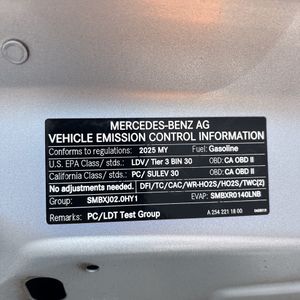 MERCEDES-BENZ AG
VEHICLE EMISSION CONTROL INFORMATION
Conforms to regulations: 2025 MY Fuel: Gasoline
U.S. EPA Class/ stds.: LDV/ Tier 3 BIN 30 OBD: CA OBD II
California Class/ stds.: PC/ SULEV 30 OBD: CA OBD II
No adjustments needed. DFI/TC/CAC/WR-HO2S/HO2S/TWC(2)
Group: SMBXJ02.0HY1 EVAP: SMBXR0140LNB
Remarks: PC/LDT Test Group A 254 221 18 00